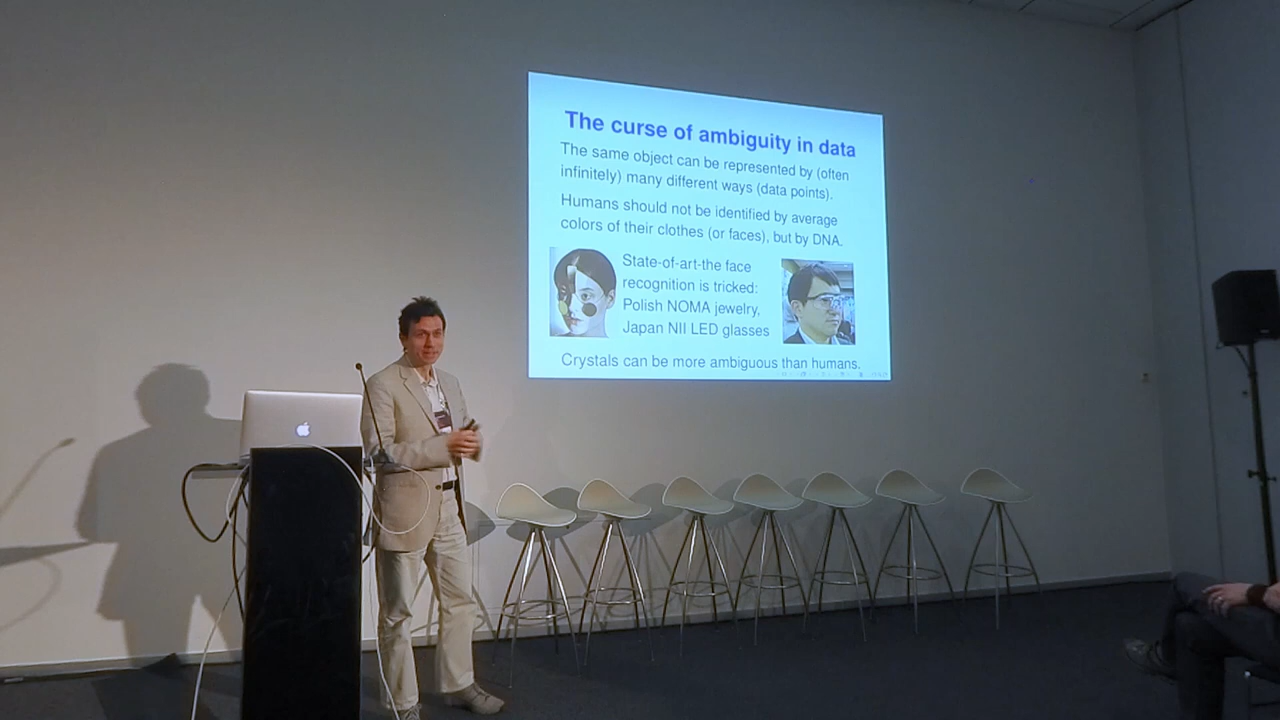 The curse of ambiguity in data
The same object can be represented by (often
infinitely) many different ways (data points).
Humans should not be identified by average
colors of their clothes (or faces), but by DNA.
State-of-art-the face
recognition is tricked:
Polish NOMA jewelry,
Japan NII LED glasses
Crystals can be more ambiguous than humans.